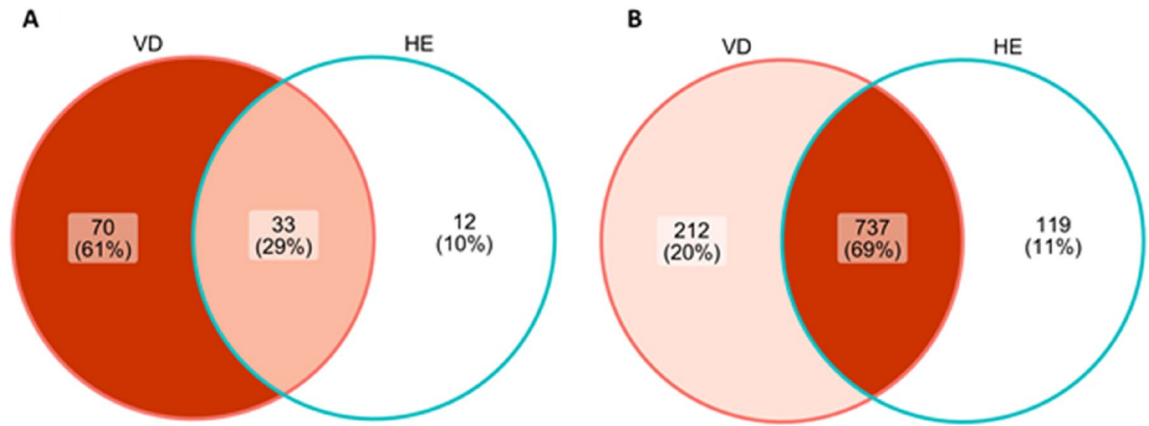 A
VD
HE
70
(61%)
33
(29%)
12
(10%)
B
VD
HE
212
(20%)
737
(69%)
119
(11%)